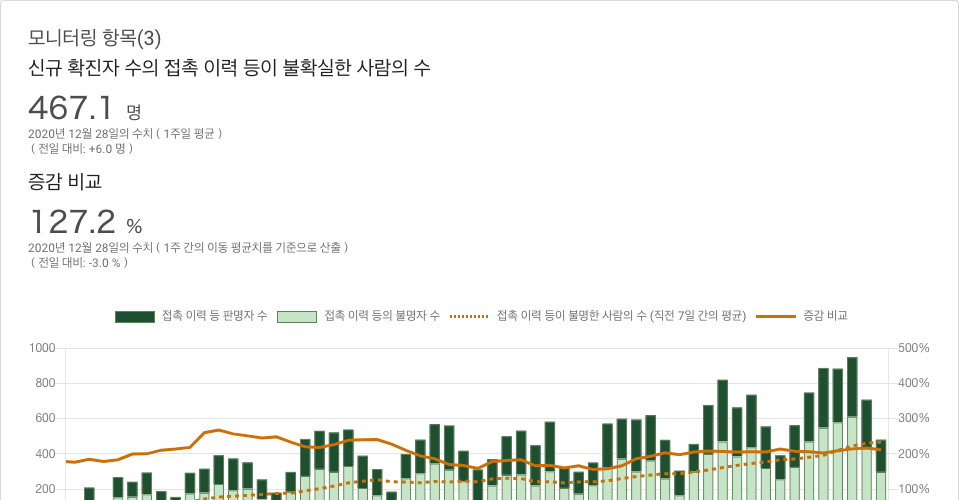 모니터링 항목(3)
신규 확진자 수의 접촉 이력 등이 불확실한 사람의 수
467.1 명
2020년 12월 28일의 수치 ( 1주일 평균 )
( 전일 대비: +6.0 명 )
증감 비교
127.2 %
2020년 12월 28일의 수치 ( 1주 간의 이동 평균치를 기준으로 산출 )
( 전일 대비: -3.0 % )
접촉 이력 등 판명자 수 접촉 이력 등의 불명자 수 접촉 이력 등이 불명한 사람의 수 (직전 7일 간의 평균) 증감 비교
1000 500%
800 400%
600 300%
400 200%
200 100%